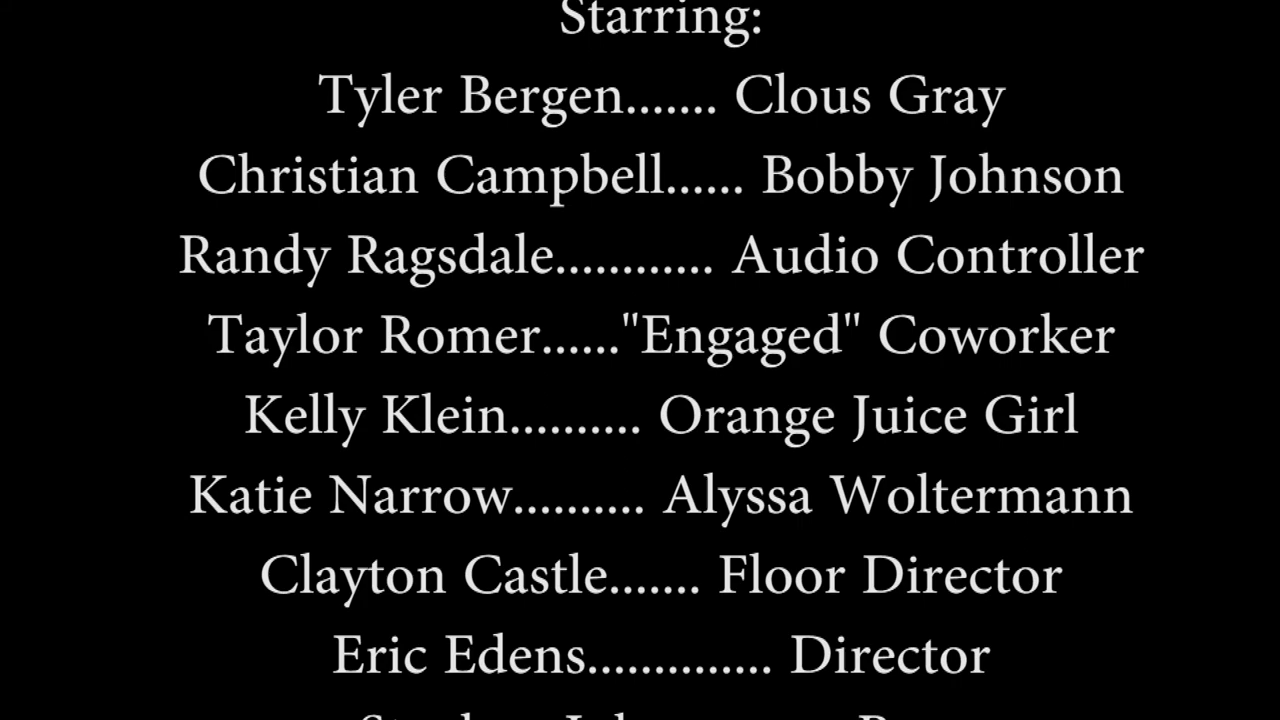 Starring:
Tyler Bergen....... Clous Gray
Christian Campbell...... Bobby Johnson
Randy Ragsdale............ Audio Controller
Taylor Romer......"Engaged" Coworker
Kelly Klein.......... Orange Juice Girl
Katie Narrow.......... Alyssa Woltermann
Clayton Castle....... Floor Director
Eric Edens.............. Director